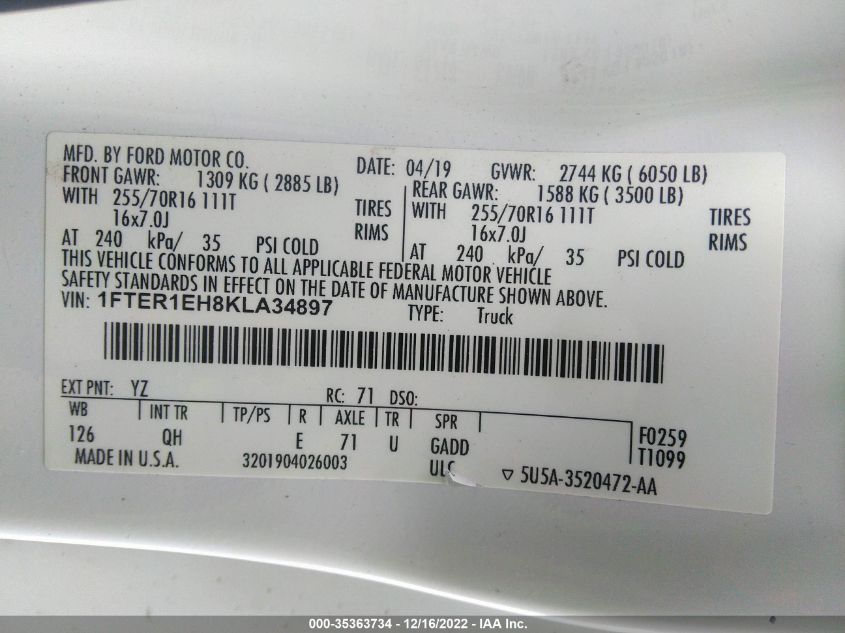 MFD. BY FORD MOTOR CO.
DATE: 04/19 GVWR: 2744 KG ( 6050 LB)
FRONT GAWR: 1309 KG ( 2885 LB)
WITH 255/70R16 111T TIRES
16x7.0J RIMS
AT 240 kPa/ 35 PSI COLD
REAR GAWR: 1588 KG ( 3500 LB)
WITH 255/70R16 111T TIRES
16x7.0J RIMS
AT 240 kPa/ 35 PSI COLD
THIS VEHICLE CONFORMS TO ALL APPLICABLE FEDERAL MOTOR VEHICLE
SAFETY STANDARDS IN EFFECT ON THE DATE OF MANUFACTURE SHOWN ABOVE.
VIN: 1FTER1EH8KLA34897
TYPE: Truck
EXT PNT: YZ RC: 71 DSO:
WB INT TR TP/PS R AXLE TR SPR
126 QH E 71 U GADD F0259
ULC T1099
MADE IN U.S.A. 3201904026003
5U5A-3520472-AA
000-35363734 - 12/16/2022 - IAA Inc.